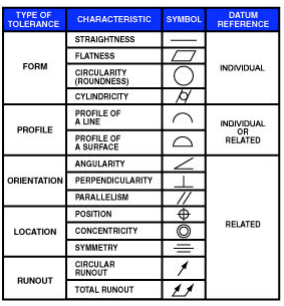 TYPE OF TOLERANCE CHARACTERISTIC SYMBOL DATUM REFERENCE
FORM
STRAIGHTNESS
FLATNESS
CIRCULARITY
(ROUNDNESS)
CYLINDRICITY
INDIVIDUAL
PROFILE
PROFILE OF
A LINE
PROFILE OF
A SURFACE
INDIVIDUAL
OR
RELATED
ORIENTATION
ANGULARITY
PERPENDICULARITY
PARALLELISM
LOCATION
POSITION
CONCENTRICITY
SYMMETRY
RUNOUT
CIRCULAR
RUNOUT
TOTAL RUNOUT
RELATED